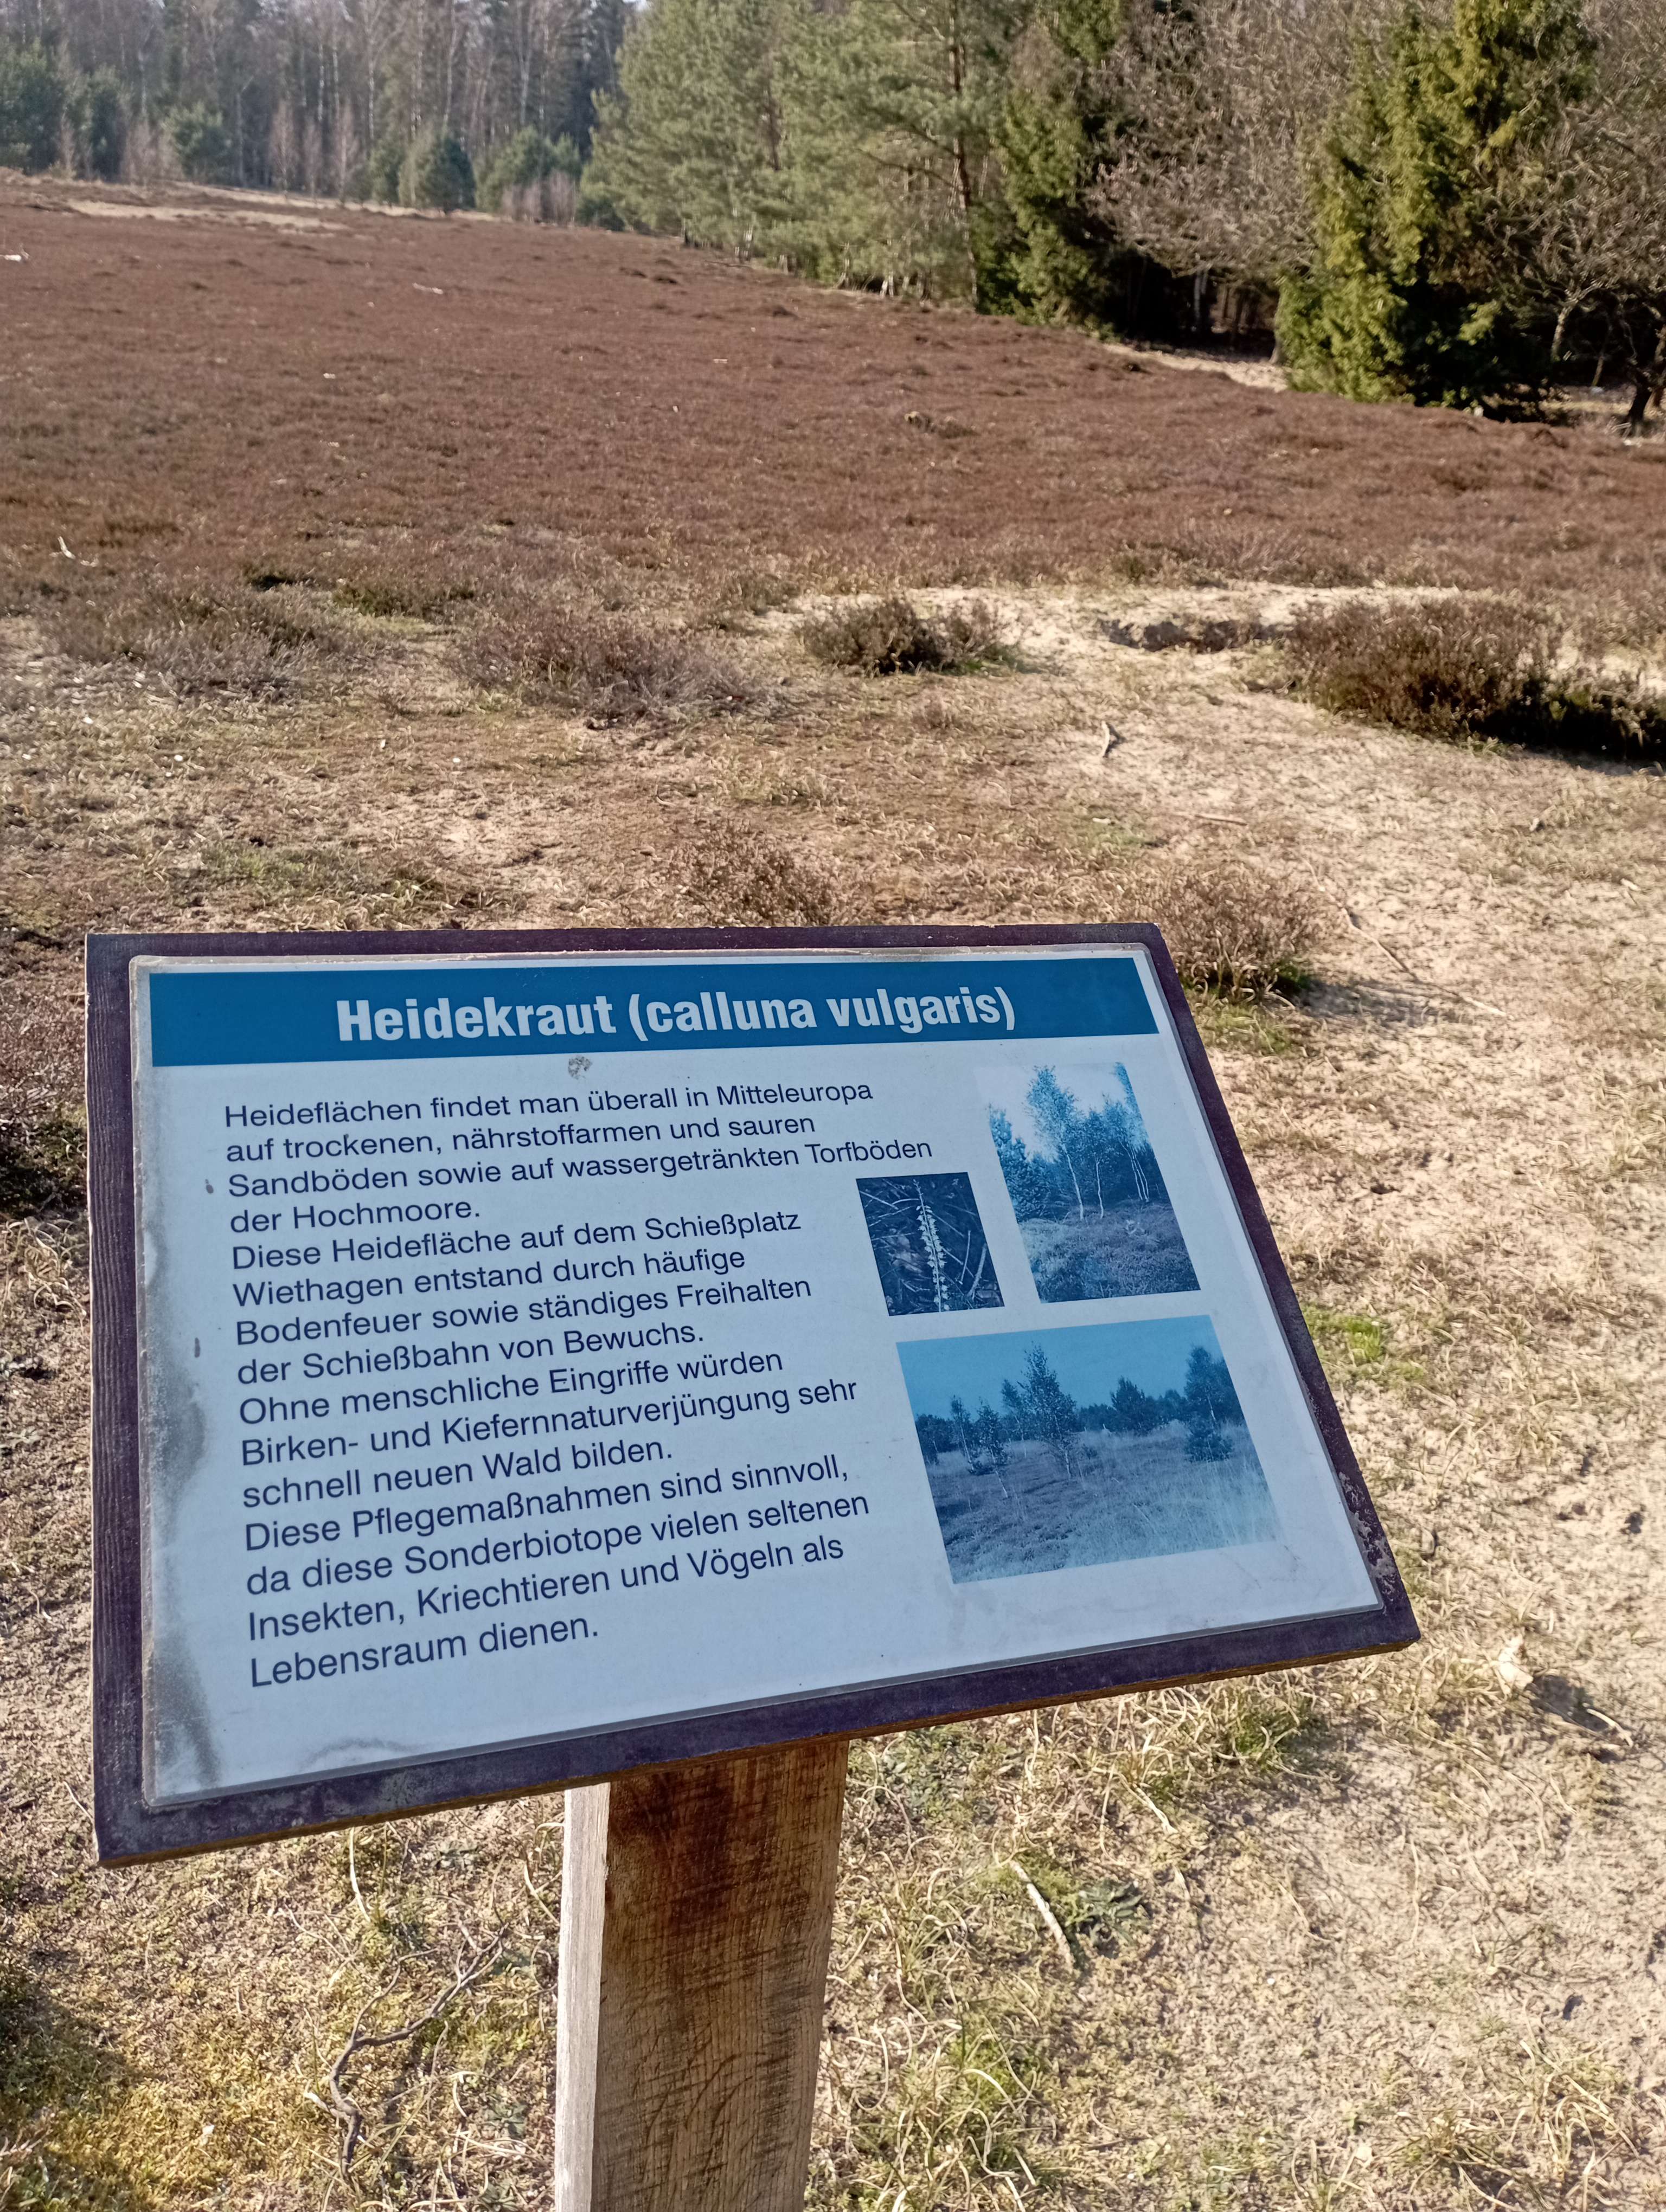 Heidekraut (calluna vulgaris)
Heideflächen findet man überall in Mitteleuropa
auf trockenen, nährstoffarmen und sauren
Sandböden sowie auf wassergetränkten Torfböden
der Hochmoore.
Diese Heidefläche auf dem Schießplatz
Wiethagen entstand durch häufige
Bodenfeuer sowie ständiges Freihalten
der Schießbahn von Bewuchs.
Ohne menschliche Eingriffe würden
Birken- und Kiefernnaturverjüngung sehr
schnell neuen Wald bilden.
Diese Pflegemaßnahmen sind sinnvoll,
da diese Sonderbiotope vielen seltenen
Insekten, Kriechtieren und Vögeln als
Lebensraum dienen.